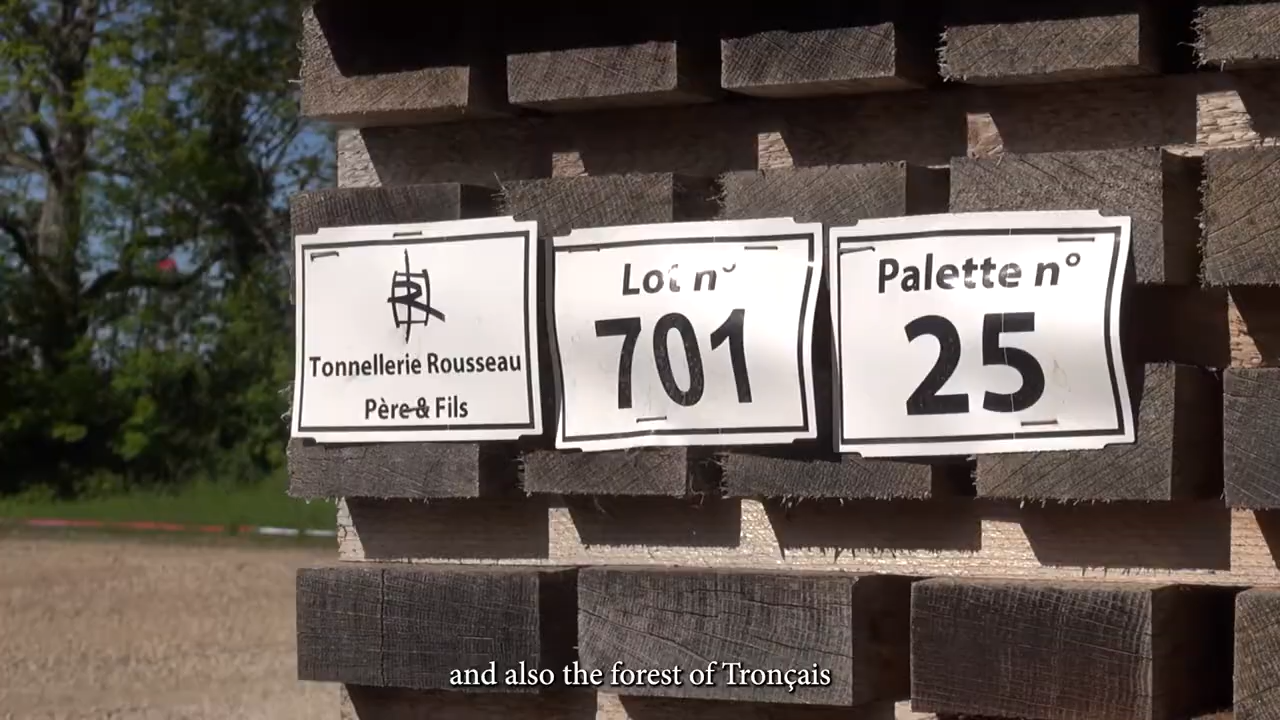 Tonnellerie Rousseau
Père & Fils
Lot n°
701
Palette n°
25
and also the forest of Tronçais